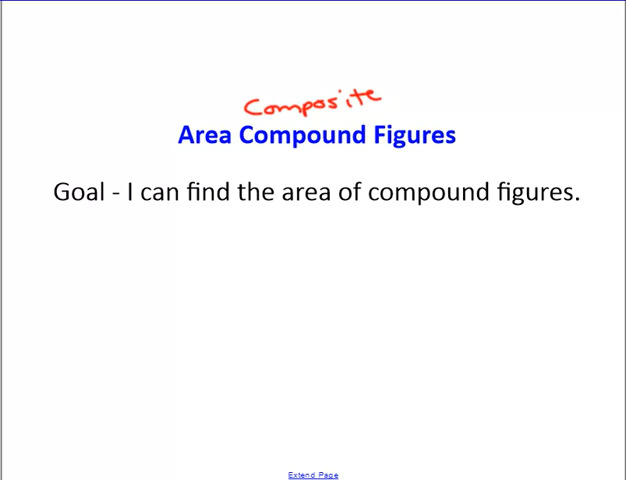 Composite
Area Compound Figures
Goal - I can find the area of compound figures.
Extend Page